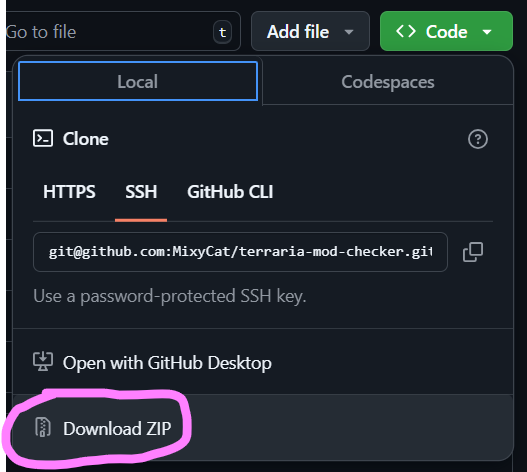 Go to file t Add file Code
Local Codespaces
Clone
HTTPS SSH GitHub CLI
git@github.com:MixyCat/terraria-mod-checker.git
Use a password-protected SSH key.
Open with GitHub Desktop
Download ZIP